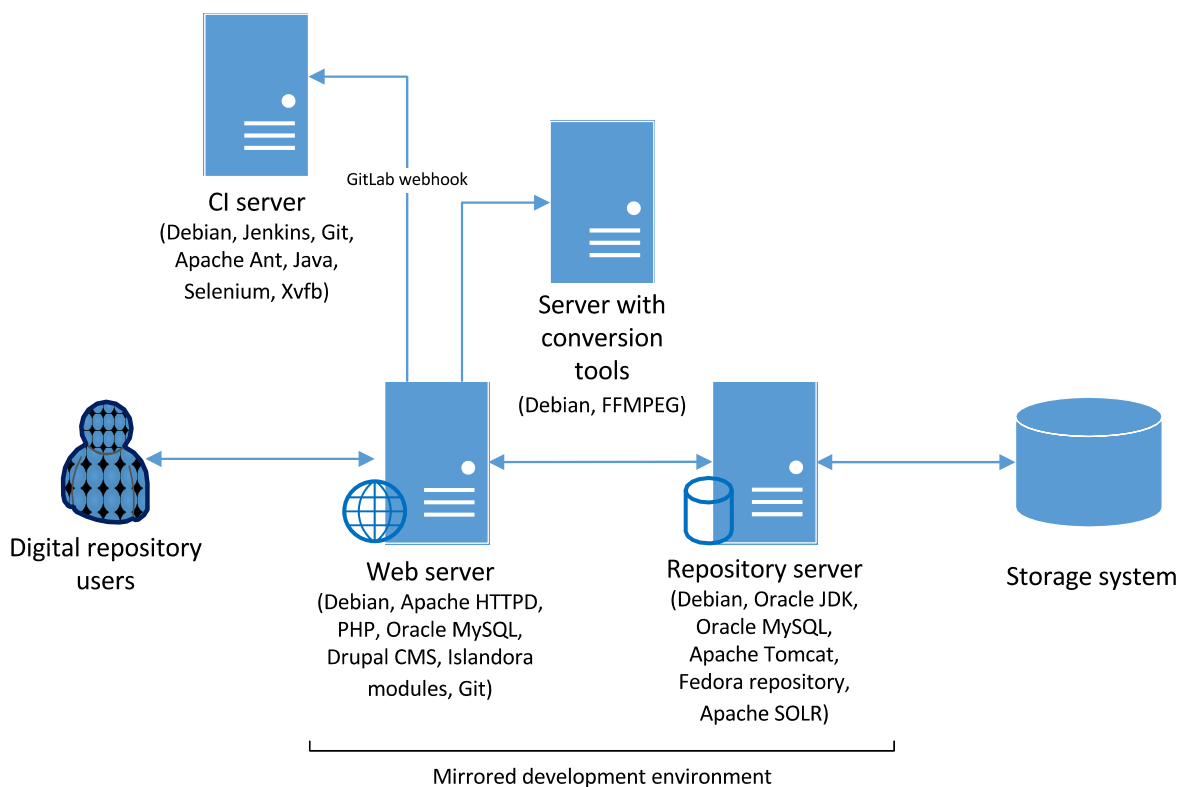 GitLab webhook
CI server
(Debian, Jenkins, Git,
Apache Ant, Java,
Selenium, Xvfb)
Server with
conversion
tools
(Debian, FFMPEG)
Digital repository
users
Web server
(Debian, Apache HTTPD,
PHP, Oracle MySQL,
Drupal CMS, Islandora
modules, Git)
Repository server
(Debian, Oracle JDK,
Oracle MySQL,
Apache Tomcat,
Fedora repository,
Apache SOLR)
Storage system
Mirrored development environment